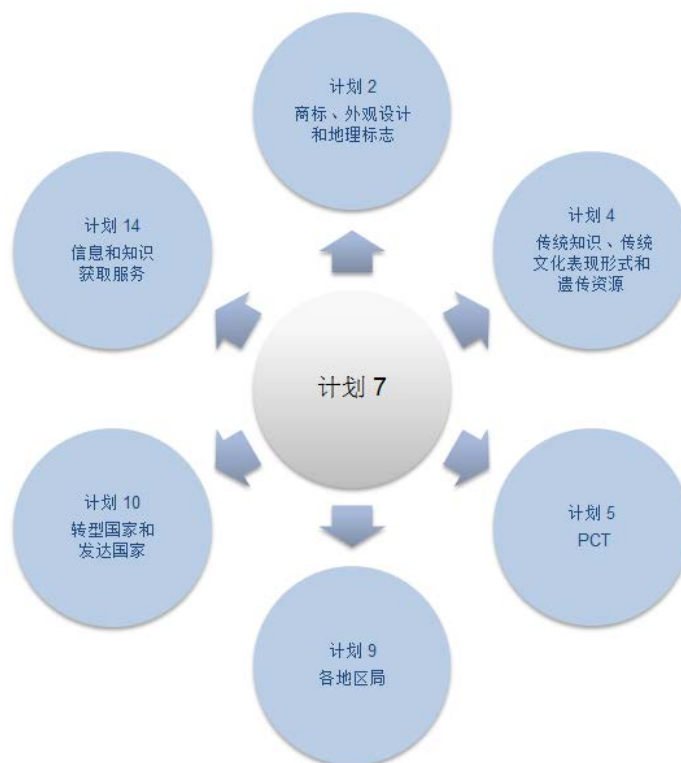 计划 2
商标、外观设计
和地理标志
计划 14
信息和知识
获取服务
计划 4
传统知识、传统
文化表现形式和
遗传资源
计划 7
计划 10
转型国家和
发达国家
计划 5
PCT
计划 9
各地区局